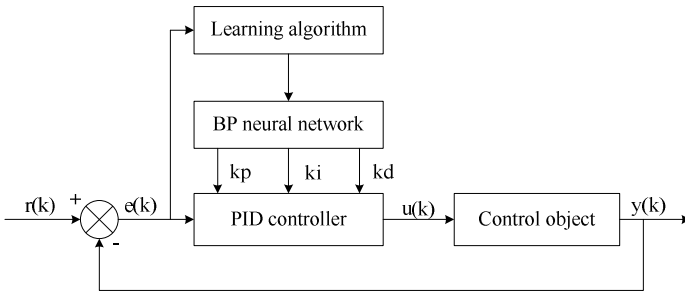 Learning algorithm
BP neural network
kp ki kd
r(k) + e(k) PID controller u(k) Control object y(k)
-